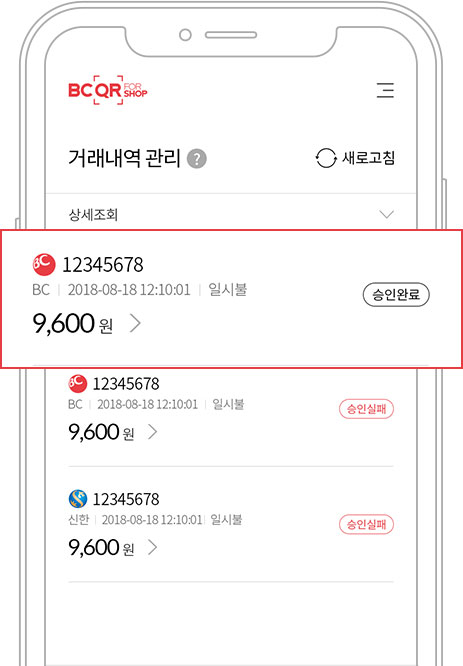 BC QR FOR SHOP
거래내역 관리 ?
새로고침
상세조회
BC 12345678
BC | 2018-08-18 12:10:01 | 일시불
승인완료
9,600 원
BC 12345678
BC | 2018-08-18 12:10:01 | 일시불
승인실패
9,600 원
12345678
신한 | 2018-08-18 12:10:01 | 일시불
승인실패
9,600 원